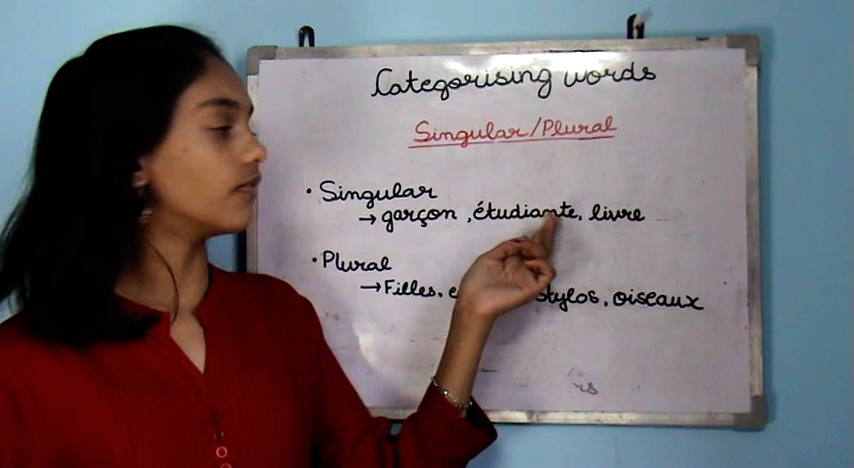 Categorising words
Singular/Plural
• Singular
→ garçon, étudiante, livre
• Plural
→ Filles, stylos, oiseaux